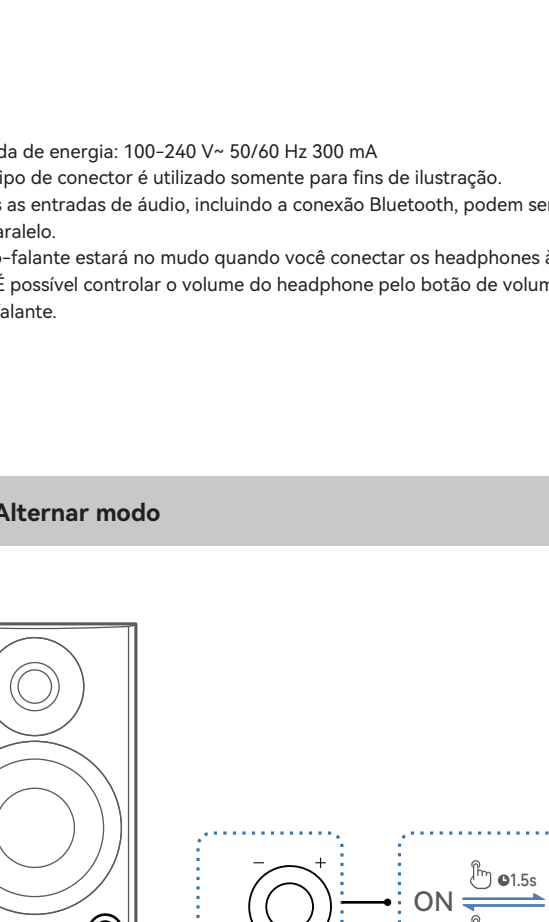 da de energia: 100-240 V~ 50/60 Hz 300 mA
ipo de conector é utilizado somente para fins de ilustração.
s as entradas de áudio, incluindo a conexão Bluetooth, podem ser
aralelo.
o-falante estará no mudo quando você conectar os headphones à
É possível controlar o volume do headphone pelo botão de volum
falante.
Alternar modo
− +
1.5s
ON